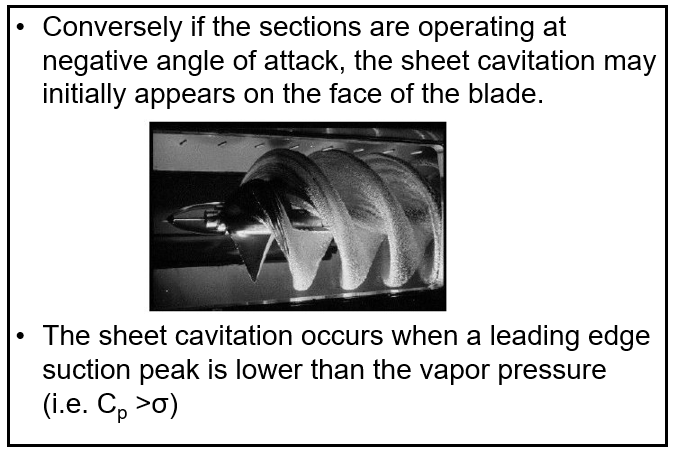 • Conversely if the sections are operating at
negative angle of attack, the sheet cavitation may
initially appears on the face of the blade.
• The sheet cavitation occurs when a leading edge
suction peak is lower than the vapor pressure
(i.e. Cp >σ)